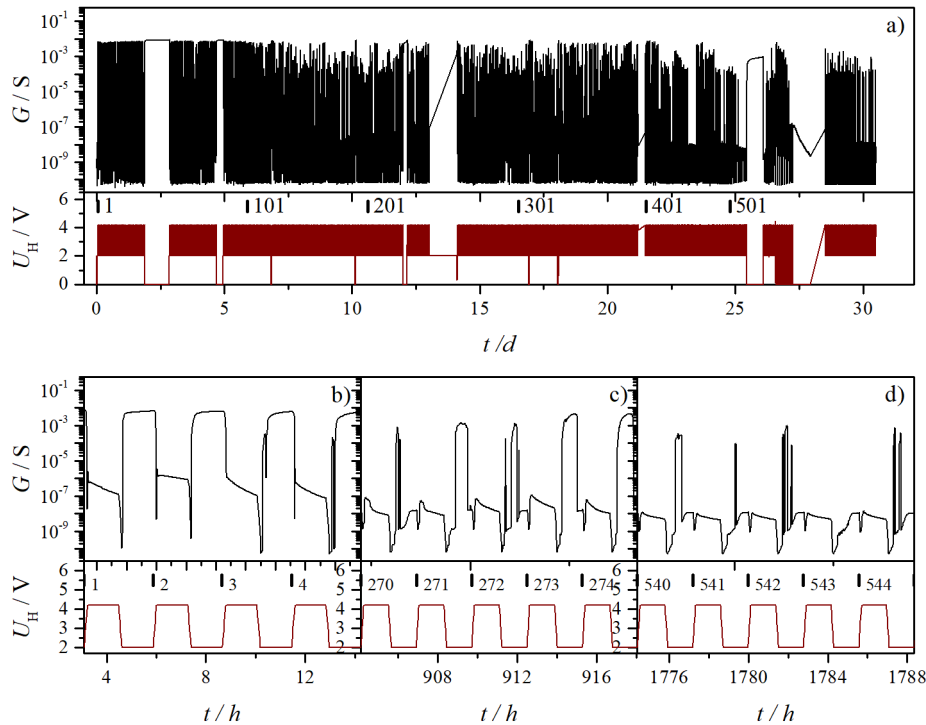 a)
10⁻¹
10⁻³
10⁻⁵
10⁻⁷
10⁻⁹
G / S
1 101 201 301 401 501
6
4
2
0
U_H / V
0 5 10 15 20 25 30
t /d
b) c) d)
10⁻¹
10⁻³
10⁻⁵
10⁻⁷
10⁻⁹
G / S
1 2 3 4 270 271 272 273 274 540 541 542 543 544
6
5
4
3
2
U_H / V
4 8 12 908 912 916 1776 1780 1784 1788
t / h t / h t / h